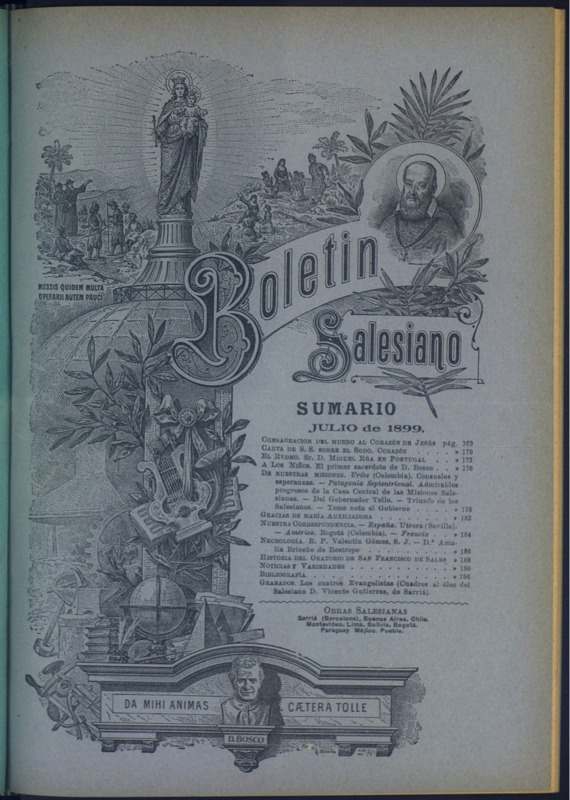 MESSIS QUIDEM MULTA
OPERARII AUTEM PAUCI
Boletin
Salesiano
SUMARIO
JULIO de 1899.
Consagracion del mundo al Corazón de Jesús pág. 169
Carta de S. S. sobre el Sdo. Corazón . . . . . » 170
El Rvdmo. Sr. D. Miguel Rúa en Portugal . . . » 172
A los Niños. El primer sacerdote de D. Bosco . . » 176
De nuestras misiones. Uribe (Colombia). Consuelos y
esperanzas. — Patagonia Septentrional. Admirables
progresos de la Casa Central de las Misiones Sale-
sianas. — Del Gobernador Tello. — Triunfo de los
Salesianos. — Tome nota el Gobierno . . . . » 178
Gracias de María Auxiliadora . . . . . . . » 182
Nuestra Correspondencia. — España. Utrera (Sevilla).
— América. Bogotá (Colombia). — Francia . . » 184
Necrología. R. P. Valentin Gómez, S. J. — D.ª Ama-
lia Briceño de Restrepo . . . . . . . . » 186
Historia del Oratorio de San Francisco de Sales » 188
Noticias y Variedades . . . . . . . . . »
Bibliografía . . . . . . . . . . . . . »
Grabador. Los cuatros Evangelistas (Cuadros al óleo del
Salesiano D. Vicente Gutierres, de Sarriá).
Obras Salesianas
Sarriá (Barcelona), Buenos Aires, Chile,
Montevideo, Lima, Bolivia, Bogotá,
Paraguay Méjico, Puebla.
DA MIHI ANIMAS CÆTERA TOLLE
D. BOSCO